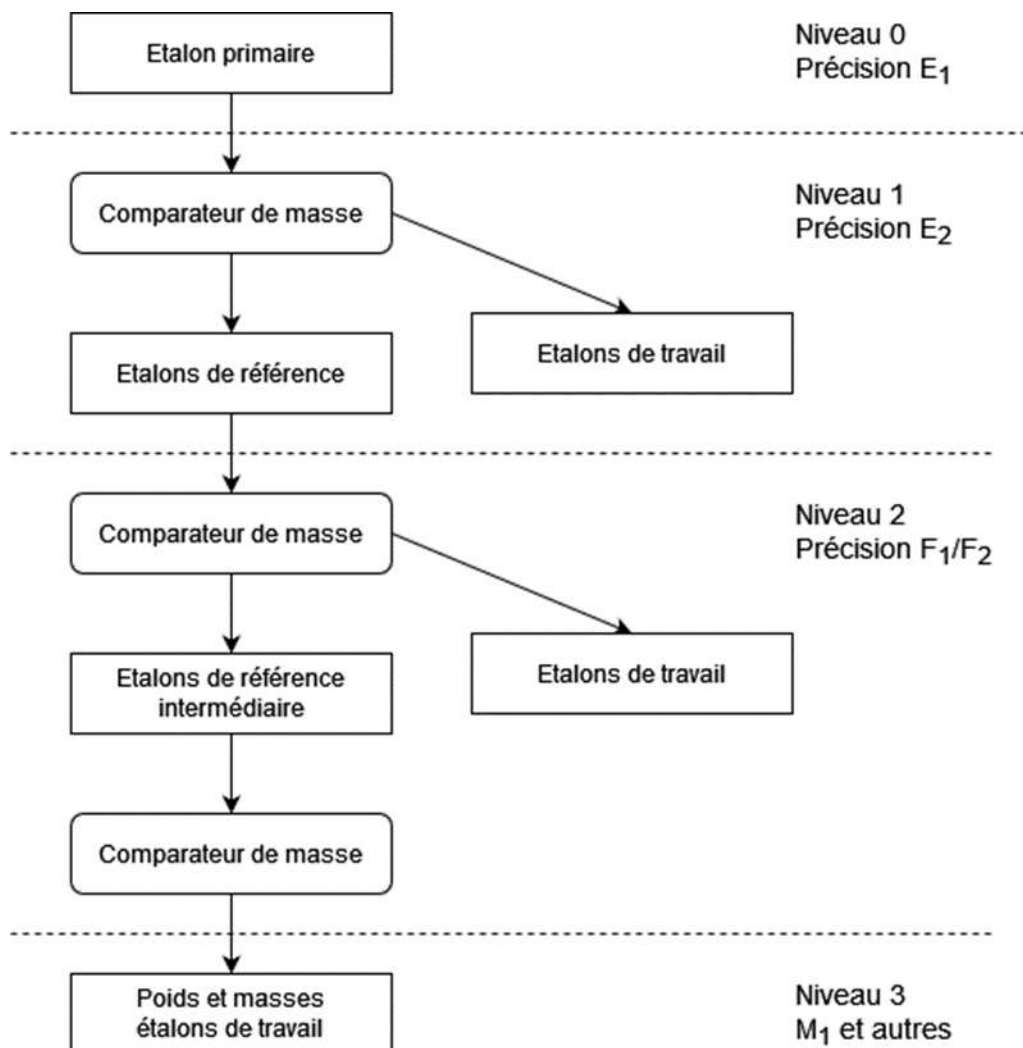 Etalon primaire
Niveau 0
Précision E1
Comparateur de masse
Niveau 1
Précision E2
Etalons de travail
Etalons de référence
Comparateur de masse
Niveau 2
Précision F1/F2
Etalons de référence
intermédiaire
Etalons de travail
Comparateur de masse
Poids et masses
étalons de travail
Niveau 3
M1 et autres